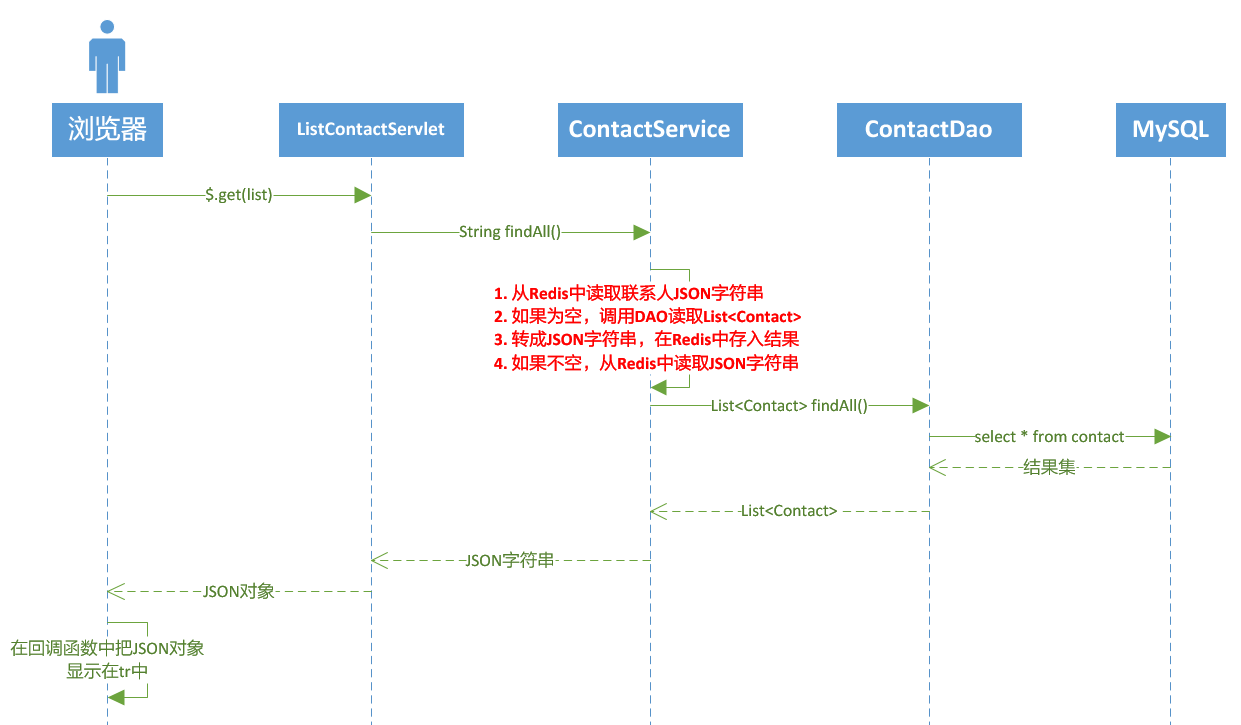 浏览器
ListContactServlet
ContactService
ContactDao
MySQL
$.get(list)
String findAll()
1. 从Redis中读取联系人JSON字符串
2. 如果为空，调用DAO读取List<Contact>
3. 转成JSON字符串，在Redis中存入结果
4. 如果不空，从Redis中读取JSON字符串
List<Contact> findAll()
select * from contact
结果集
List<Contact>
JSON字符串
JSON对象
在回调函数中把JSON对象
显示在tr中